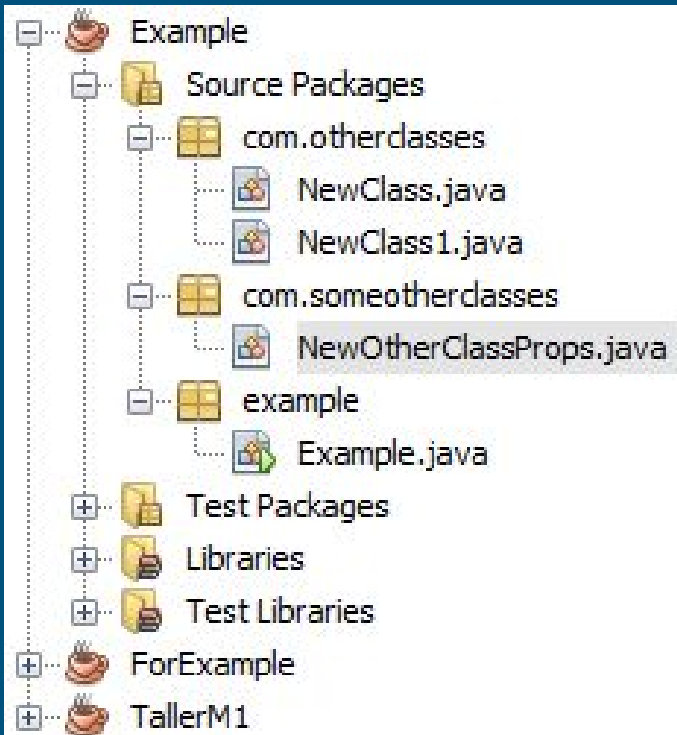 Example
Source Packages
com.otherclasses
NewClass.java
NewClass1.java
com.someotherclasses
NewOtherClassProps.java
example
Example.java
Test Packages
Libraries
Test Libraries
ForExample
TallerM1